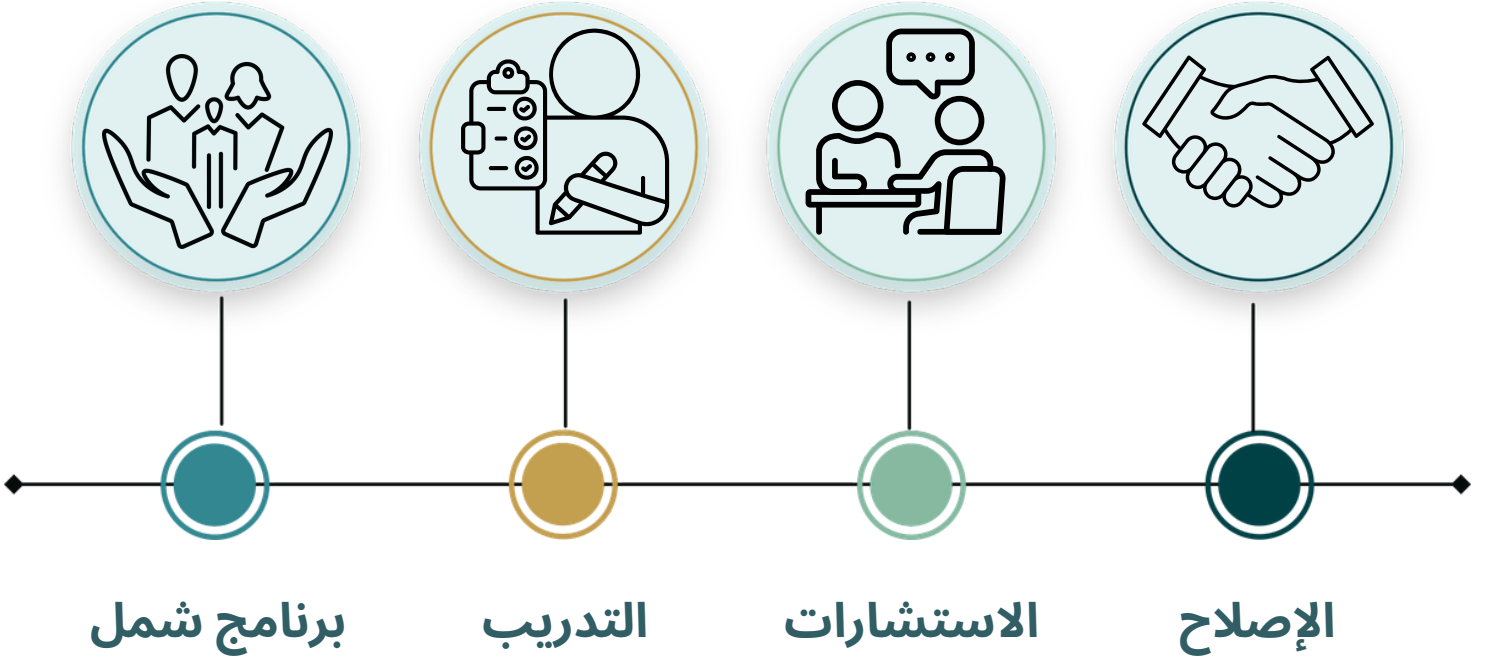 الإصلاح
الاستشارات
التدريب
برنامج شمل